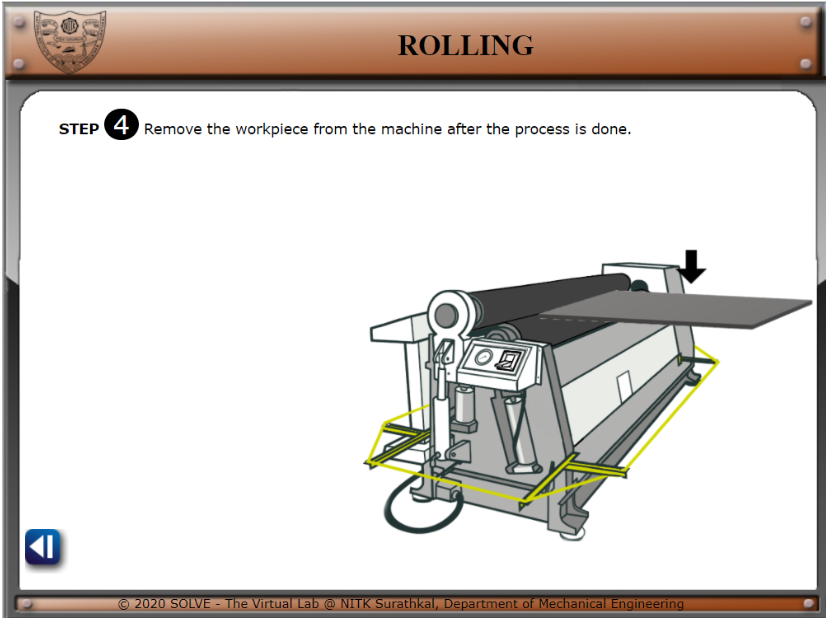 ROLLING
STEP 4 Remove the workpiece from the machine after the process is done.
© 2020 SOLVE - The Virtual Lab @ NITK Surathkal, Department of Mechanical Engineering